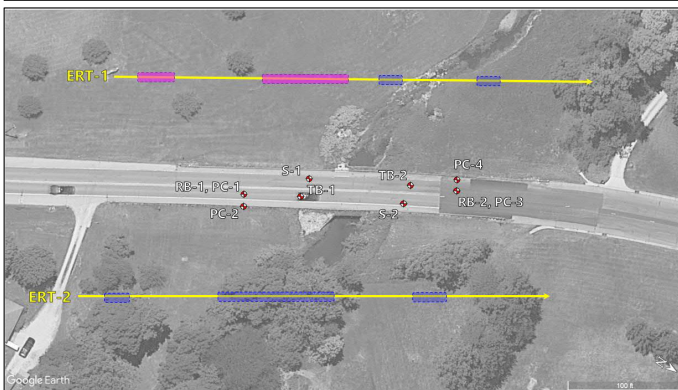 ERT-1
S-1
TB-2
PC-4
RB-1, PC-1
TB-1
RB-2, PC-3
PC-2
S-2
ERT-2
Google Earth
100 ft